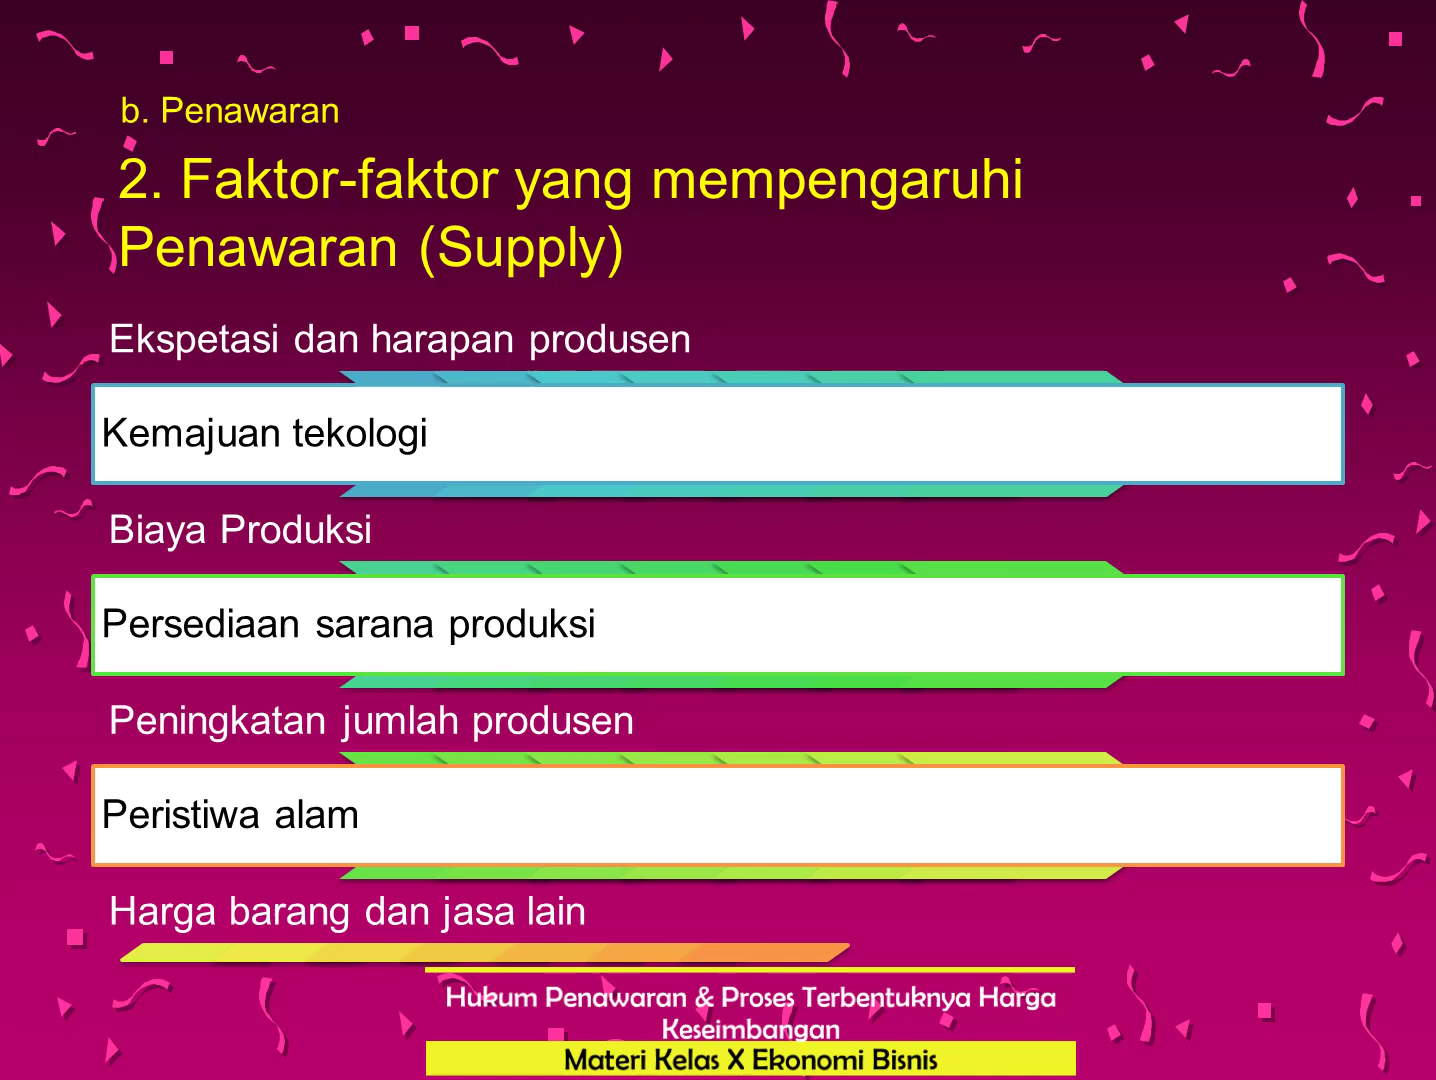 b. Penawaran
2. Faktor-faktor yang mempengaruhi
Penawaran (Supply)
Ekspetasi dan harapan produsen
Kemajuan tekologi
Biaya Produksi
Persediaan sarana produksi
Peningkatan jumlah produsen
Peristiwa alam
Harga barang dan jasa lain
Hukum Penawaran & Proses Terbentuknya Harga
Keseimbangan
Materi Kelas X Ekonomi Bisnis